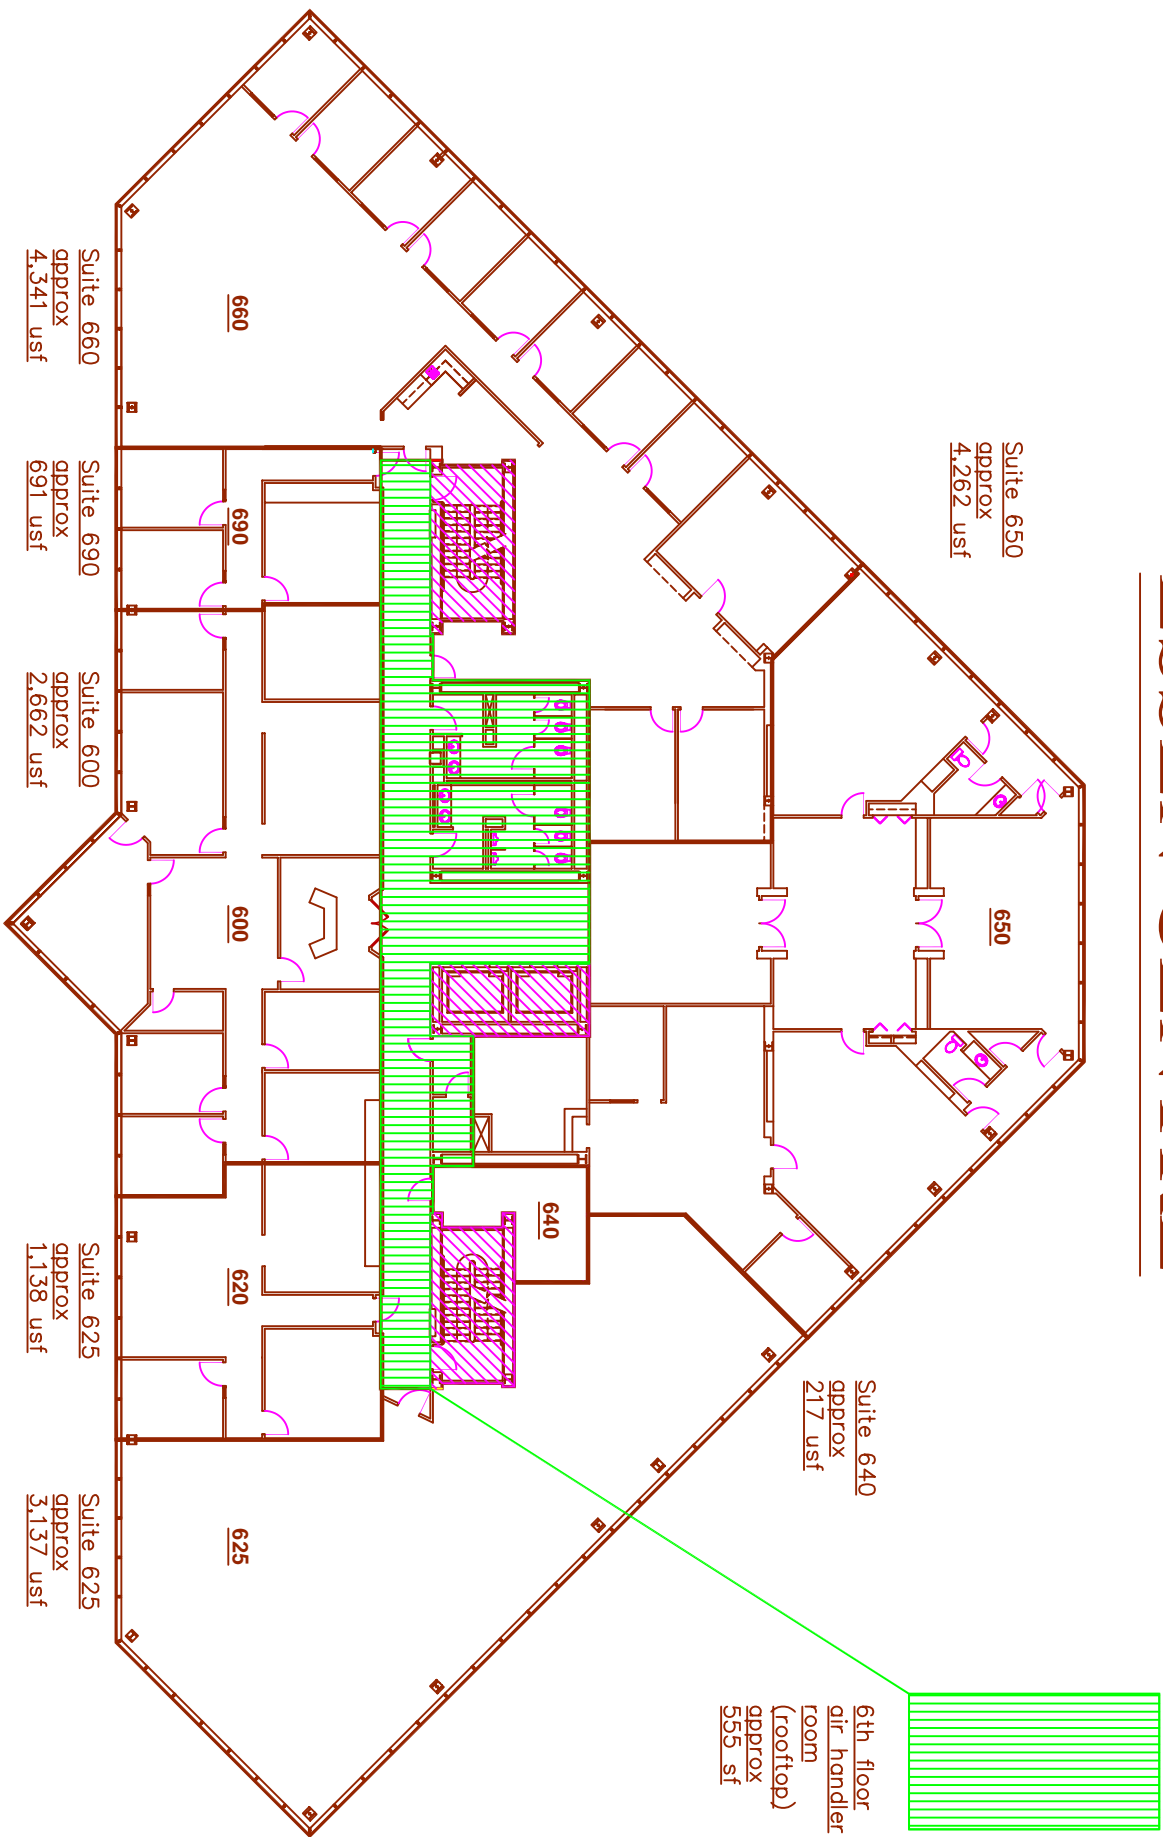 Suite 650
approx
4,262 usf
Suite 660
approx
4,341 usf
Suite 690
approx
691 usf
Suite 600
approx
2,662 usf
Suite 625
approx
1,138 usf
Suite 625
approx
3,137 usf
Suite 640
approx
217 usf
6th floor
air handler
room
(rooftop)
approx
555 sf
660
690
600
620
625
640
650